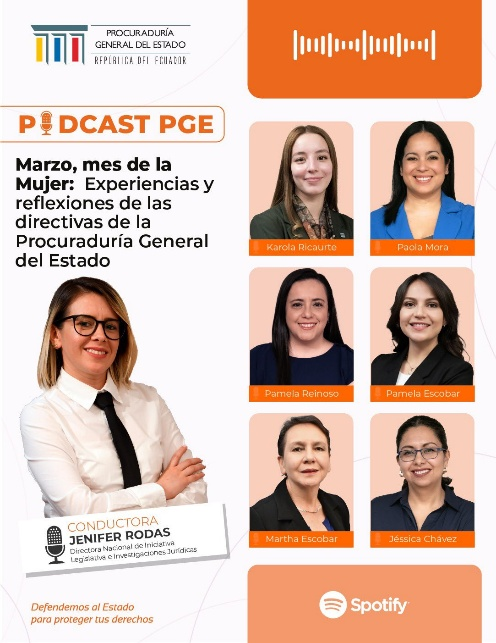 PROCURADURÍA
GENERAL DEL ESTADO
REPÚBLICA DEL ECUADOR
PODCAST PGE
Marzo, mes de la
Mujer: Experiencias y
reflexiones de las
directivas de la
Procuraduría General
del Estado
Karola Ricaurte
Paola Mora
Pamela Reinoso
Pamela Escobar
Martha Escobar
Jéssica Chávez
CONDUCTORA
JENIFER RODAS
Directora Nacional de Iniciativa
Legislativa e Investigaciones Jurídicas
Defendemos al Estado
para proteger tus derechos
Spotify